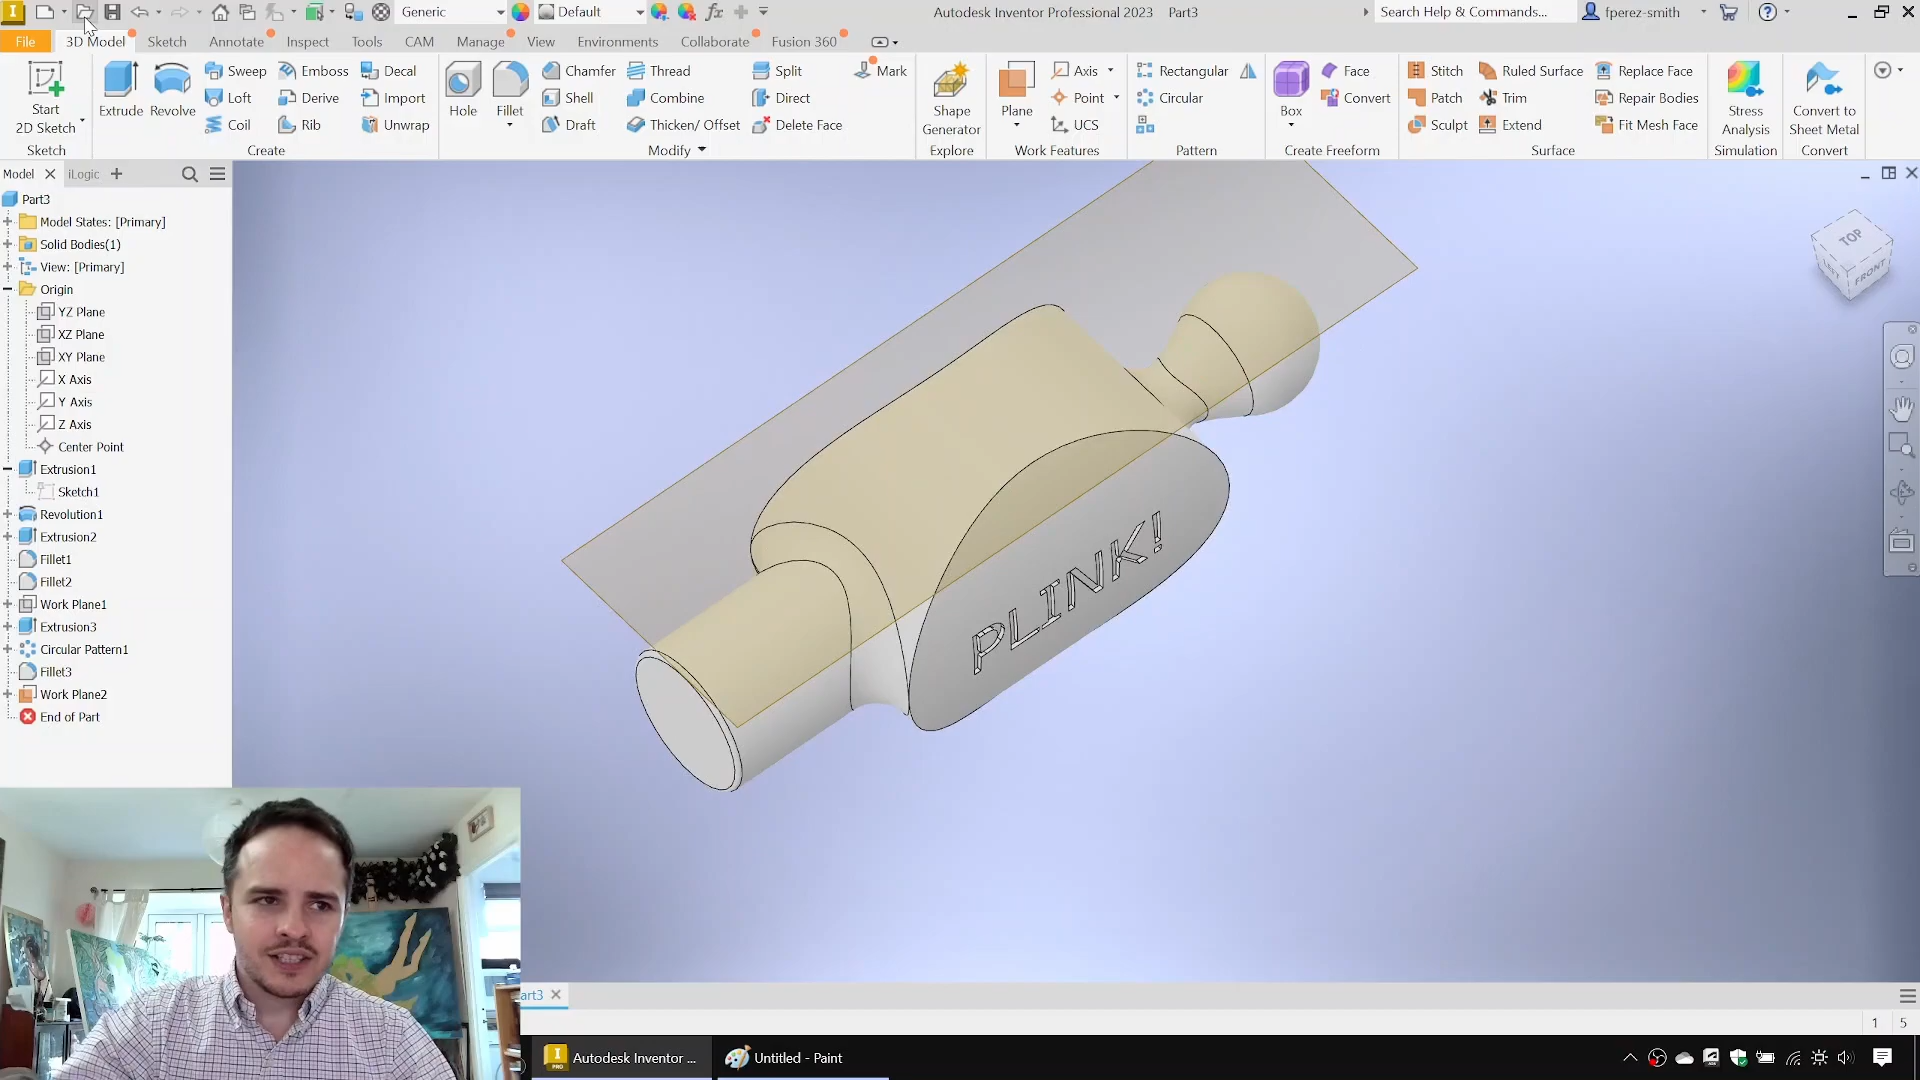 Generic
Default
fx
Autodesk Inventor Professional 2023 Part3
Search Help & Commands...
fperez-smith
File
3D Model
Sketch
Annotate
Inspect
Tools
CAM
Manage
View
Environments
Collaborate
Fusion 360
Start
2D Sketch
Sketch
Extrude
Revolve
Sweep
Loft
Coil
Emboss
Derive
Rib
Decal
Import
Unwrap
Create
Hole
Fillet
Chamfer
Shell
Draft
Thread
Combine
Thicken/ Offset
Split
Direct
Delete Face
Modify
Mark
Shape
Generator
Explore
Plane
Axis
Point
UCS
Work Features
Rectangular
Circular
Pattern
Box
Face
Convert
Create Freeform
Stitch
Patch
Sculpt
Ruled Surface
Trim
Extend
Replace Face
Repair Bodies
Fit Mesh Face
Surface
Stress
Analysis
Simulation
Convert to
Sheet Metal
Convert
Model
iLogic
Part3
Model States: [Primary]
Solid Bodies(1)
View: [Primary]
Origin
YZ Plane
XZ Plane
XY Plane
X Axis
Y Axis
Z Axis
Center Point
Extrusion1
Sketch1
Revolution1
Extrusion2
Fillet1
Fillet2
Work Plane1
Extrusion3
Circular Pattern1
Fillet3
Work Plane2
End of Part
PLINK!
TOP
LEFT
FRONT
art3
1 5
Autodesk Inventor ...
Untitled - Paint